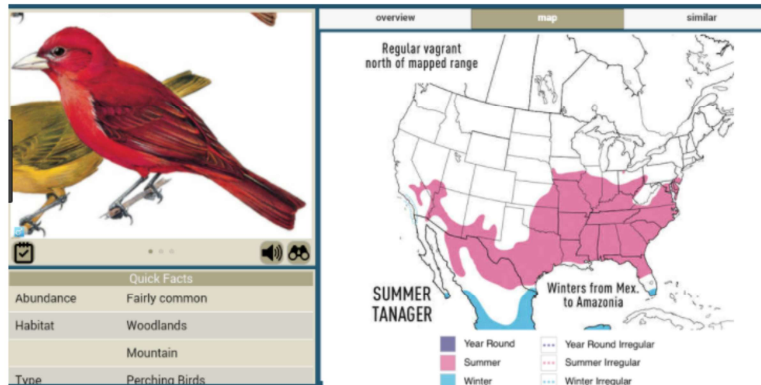 overview
map
similar
Regular vagrant
north of mapped range
SUMMER
TANAGER
Winters from Mex.
to Amazonia
Year Round
Summer
Winter
Year Round Irregular
Summer Irregular
Winter Irregular
Quick Facts
Abundance Fairly common
Habitat Woodlands
Mountain
Type Perching Birds